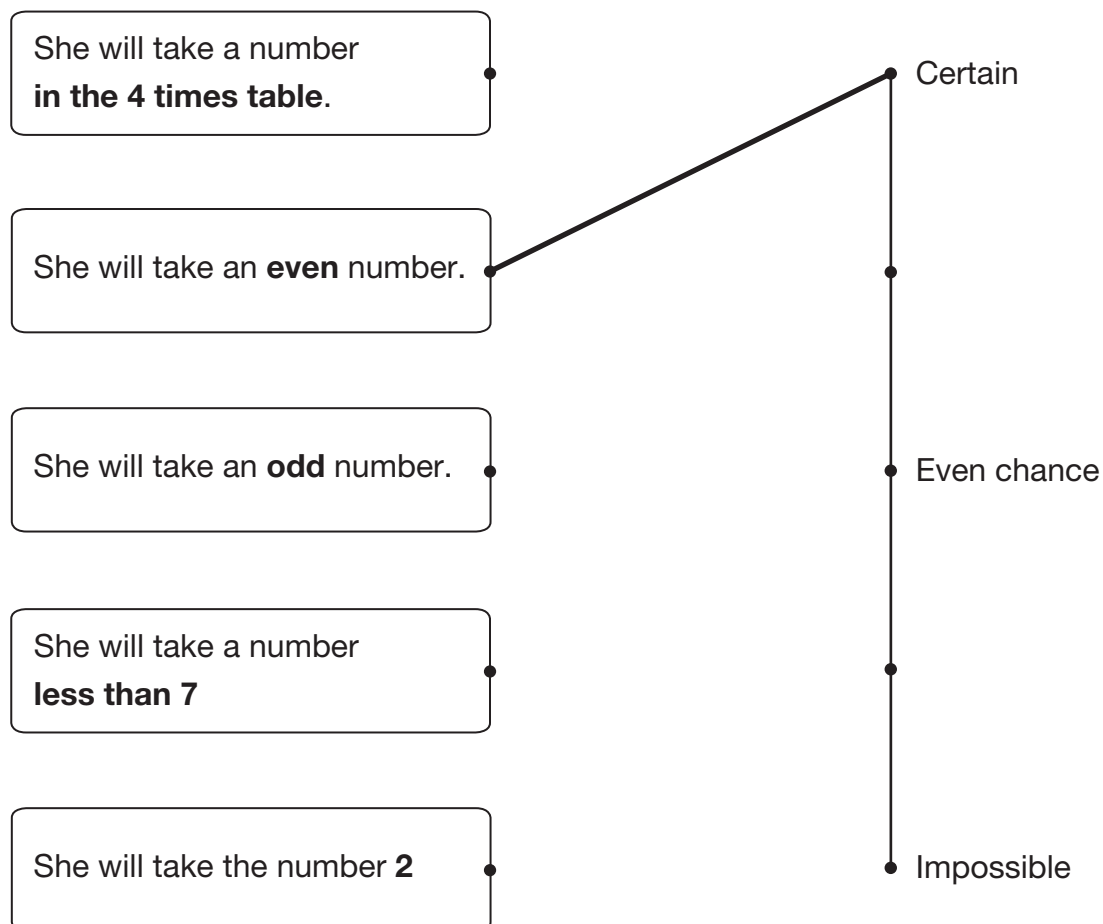 She will take a number
in the 4 times table.
Certain
She will take an even number.
She will take an odd number.
Even chance
She will take a number
less than 7
She will take the number 2
Impossible